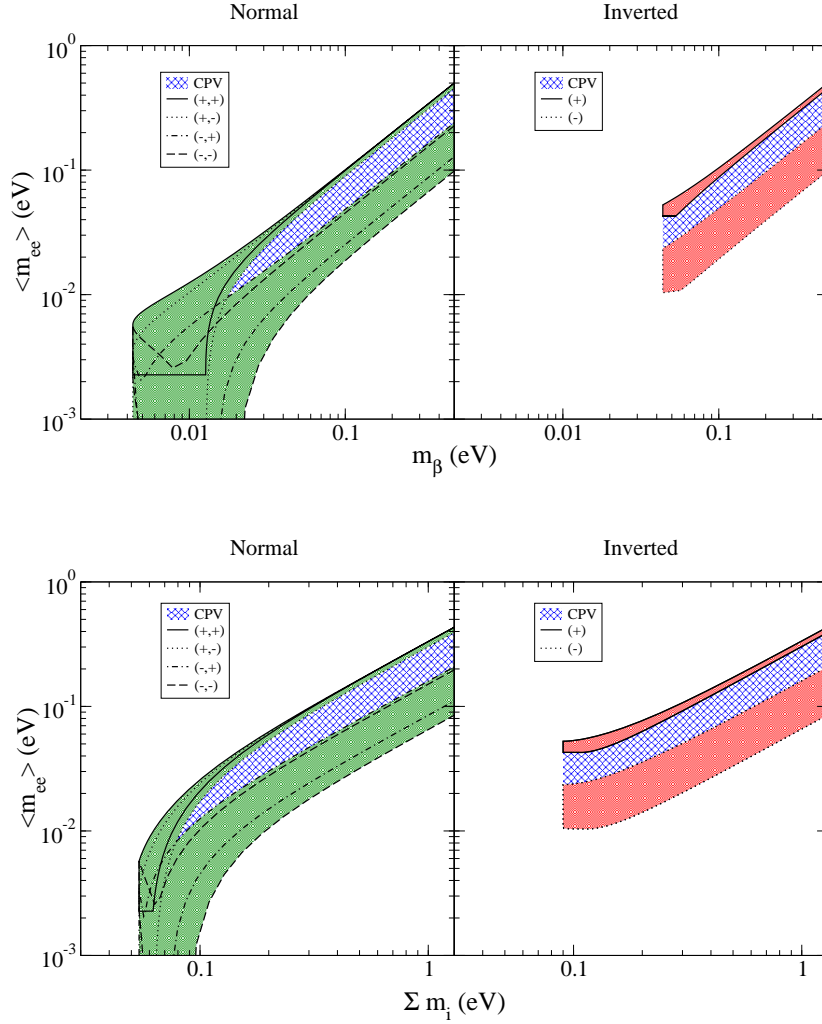 Normal
Inverted
10^0
10^-1
10^-2
10^-3
<m_ee> (eV)
CPV
(+,+)
(+,-)
(-,+)
(-,-)
CPV
(+)
(-)
0.01
0.1
0.01
0.1
m_β (eV)
Normal
Inverted
10^0
10^-1
10^-2
10^-3
<m_ee> (eV)
CPV
(+,+)
(+,-)
(-,+)
(-,-)
CPV
(+)
(-)
0.1
1
0.1
1
Σ m_i (eV)